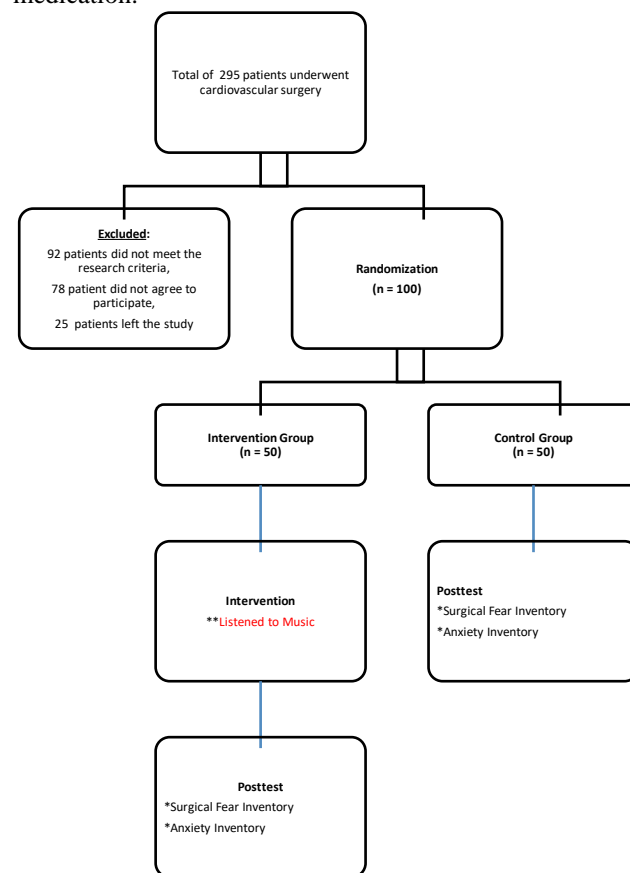 medication.
Total of 295 patients underwent
cardiovascular surgery
Excluded:
92 patients did not meet the
research criteria,
78 patient did not agree to
participate,
25 patients left the study
Randomization
(n = 100)
Intervention Group
(n = 50)
Control Group
(n = 50)
Intervention
**Listened to Music
Posttest
*Surgical Fear Inventory
*Anxiety Inventory
Posttest
*Surgical Fear Inventory
*Anxiety Inventory